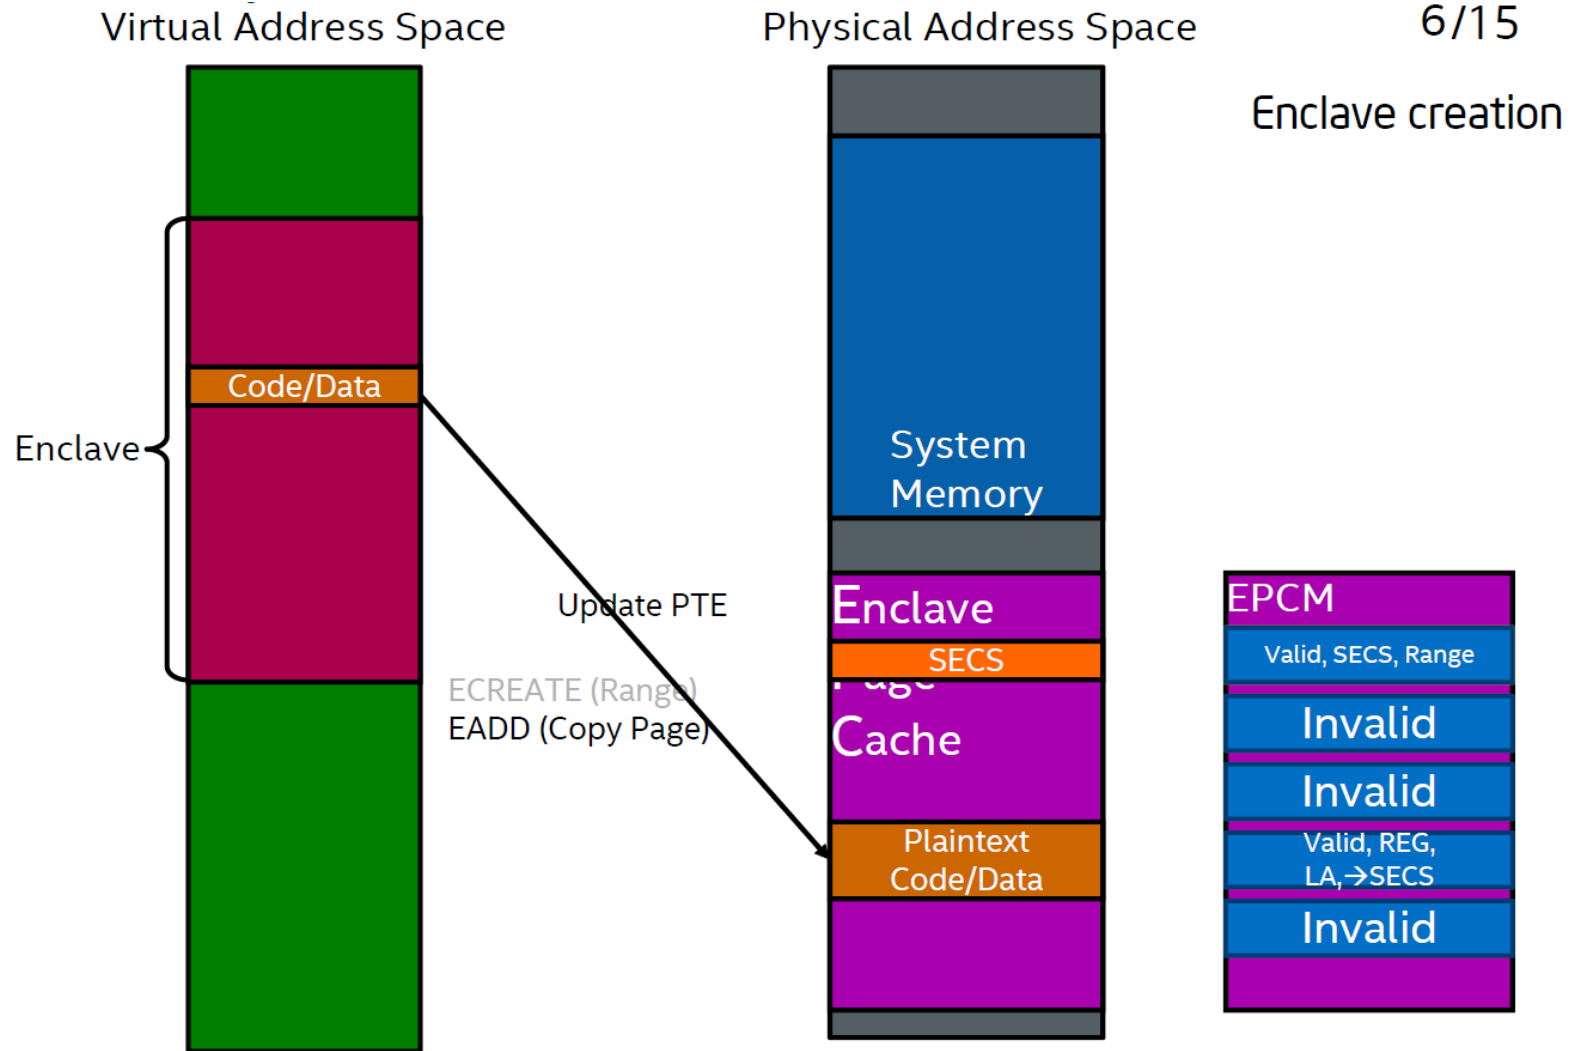 Virtual Address Space
Physical Address Space
6/15
Enclave creation
Code/Data
Enclave
System
Memory
Update PTE
ECREATE (Range)
EADD (Copy Page)
Enclave
SECS
Page
Cache
Plaintext
Code/Data
EPCM
Valid, SECS, Range
Invalid
Invalid
Valid, REG,
LA,→SECS
Invalid